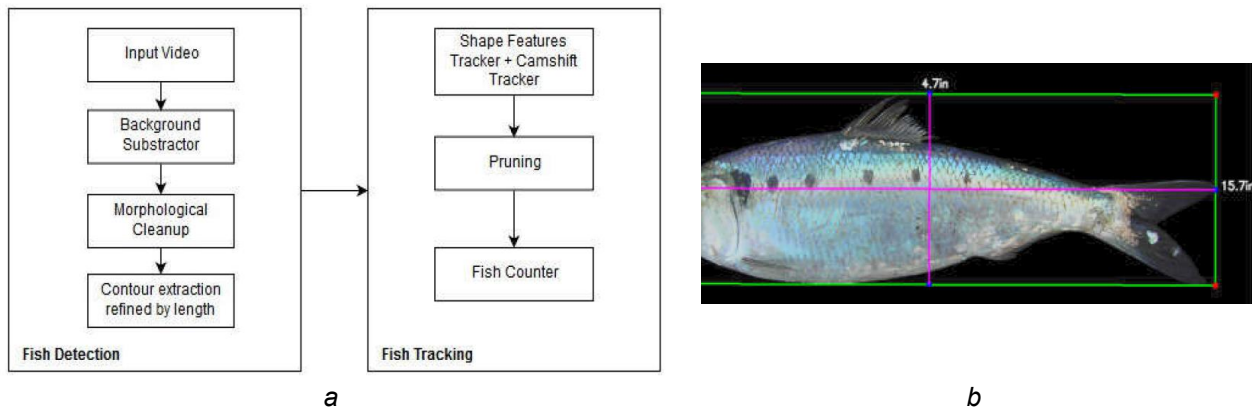 Input Video
Background
Substractor
Morphological
Cleanup
Contour extraction
refined by length
Fish Detection
Shape Features
Tracker + Camshift
Tracker
Pruning
Fish Counter
Fish Tracking
a
4.7in
15.7in
b